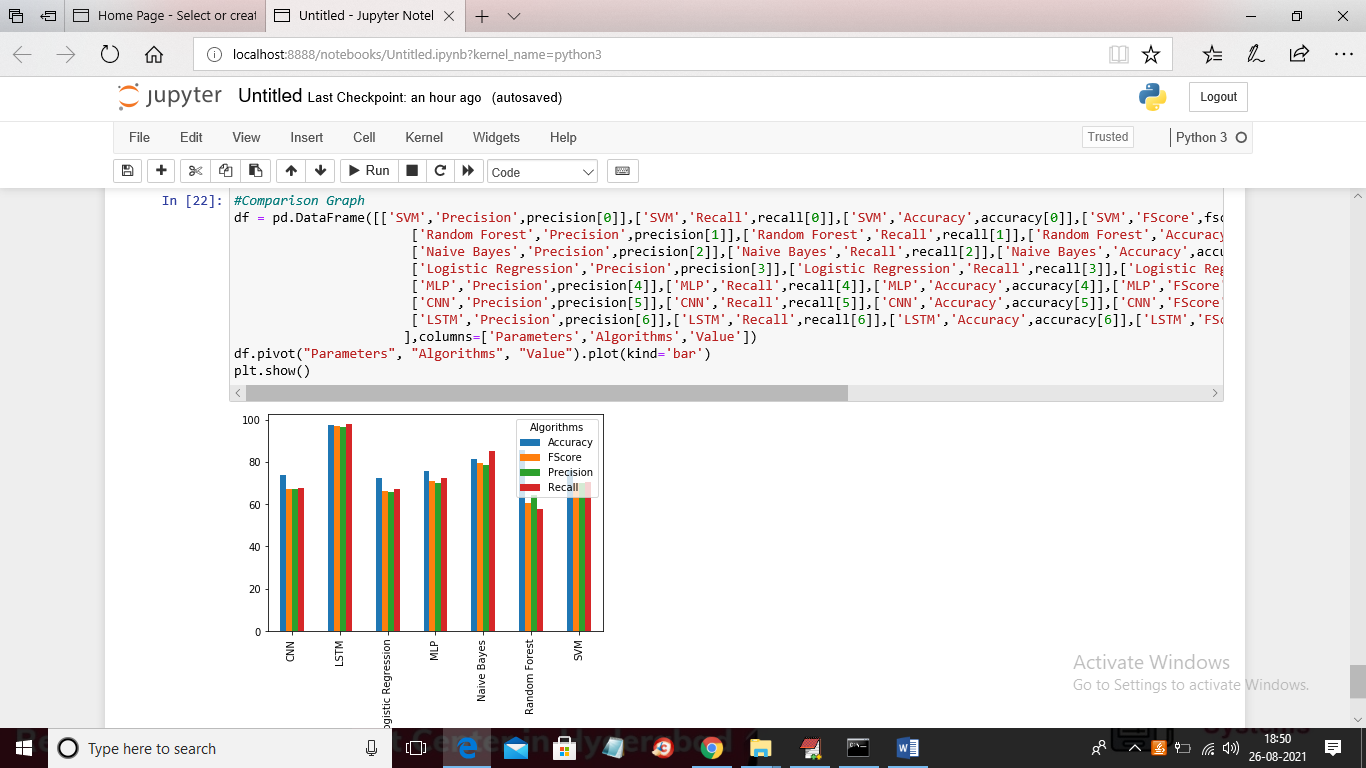 Home Page - Select or creat
Untitled - Jupyter Notel
localhost:8888/notebooks/Untitled.ipynb?kernel_name=python3
jupyter Untitled Last Checkpoint: an hour ago (autosaved)
Logout
File Edit View Insert Cell Kernel Widgets Help
Trusted Python 3
Run Code
In [22]: #Comparison Graph
df = pd.DataFrame([['SVM','Precision',precision[0]],['SVM','Recall',recall[0]],['SVM','Accuracy',accuracy[0]],['SVM','FScore',fsc
['Random Forest','Precision',precision[1]],['Random Forest','Recall',recall[1]],['Random Forest','Accuracy
['Naive Bayes','Precision',precision[2]],['Naive Bayes','Recall',recall[2]],['Naive Bayes','Accuracy',accu
['Logistic Regression','Precision',precision[3]],['Logistic Regression','Recall',recall[3]],['Logistic Reg
['MLP','Precision',precision[4]],['MLP','Recall',recall[4]],['MLP','Accuracy',accuracy[4]],['MLP','FScore'
['CNN','Precision',precision[5]],['CNN','Recall',recall[5]],['CNN','Accuracy',accuracy[5]],['CNN','FScore'
['LSTM','Precision',precision[6]],['LSTM','Recall',recall[6]],['LSTM','Accuracy',accuracy[6]],['LSTM','FSc
],columns=['Parameters','Algorithms','Value'])
df.pivot("Parameters", "Algorithms", "Value").plot(kind='bar')
plt.show()
100
80
60
40
20
0
Algorithms
Accuracy
FScore
Precision
Recall
CNN
LSTM
ogistic Regression
MLP
Naive Bayes
Random Forest
SVM
Activate Windows
Go to Settings to activate Windows.
Type here to search
18:50
26-08-2021